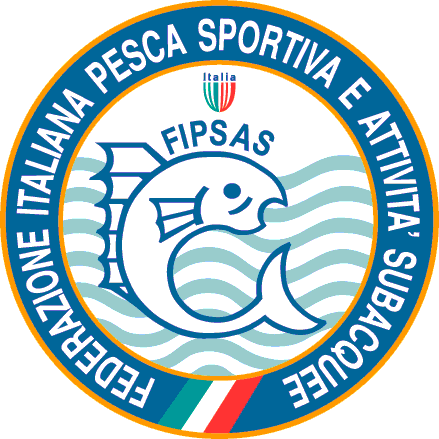 FEDERAZIONE ITALIANA PESCA SPORTIVA E ATTIVITA' SUBACQUEE
Italia
FIPSAS